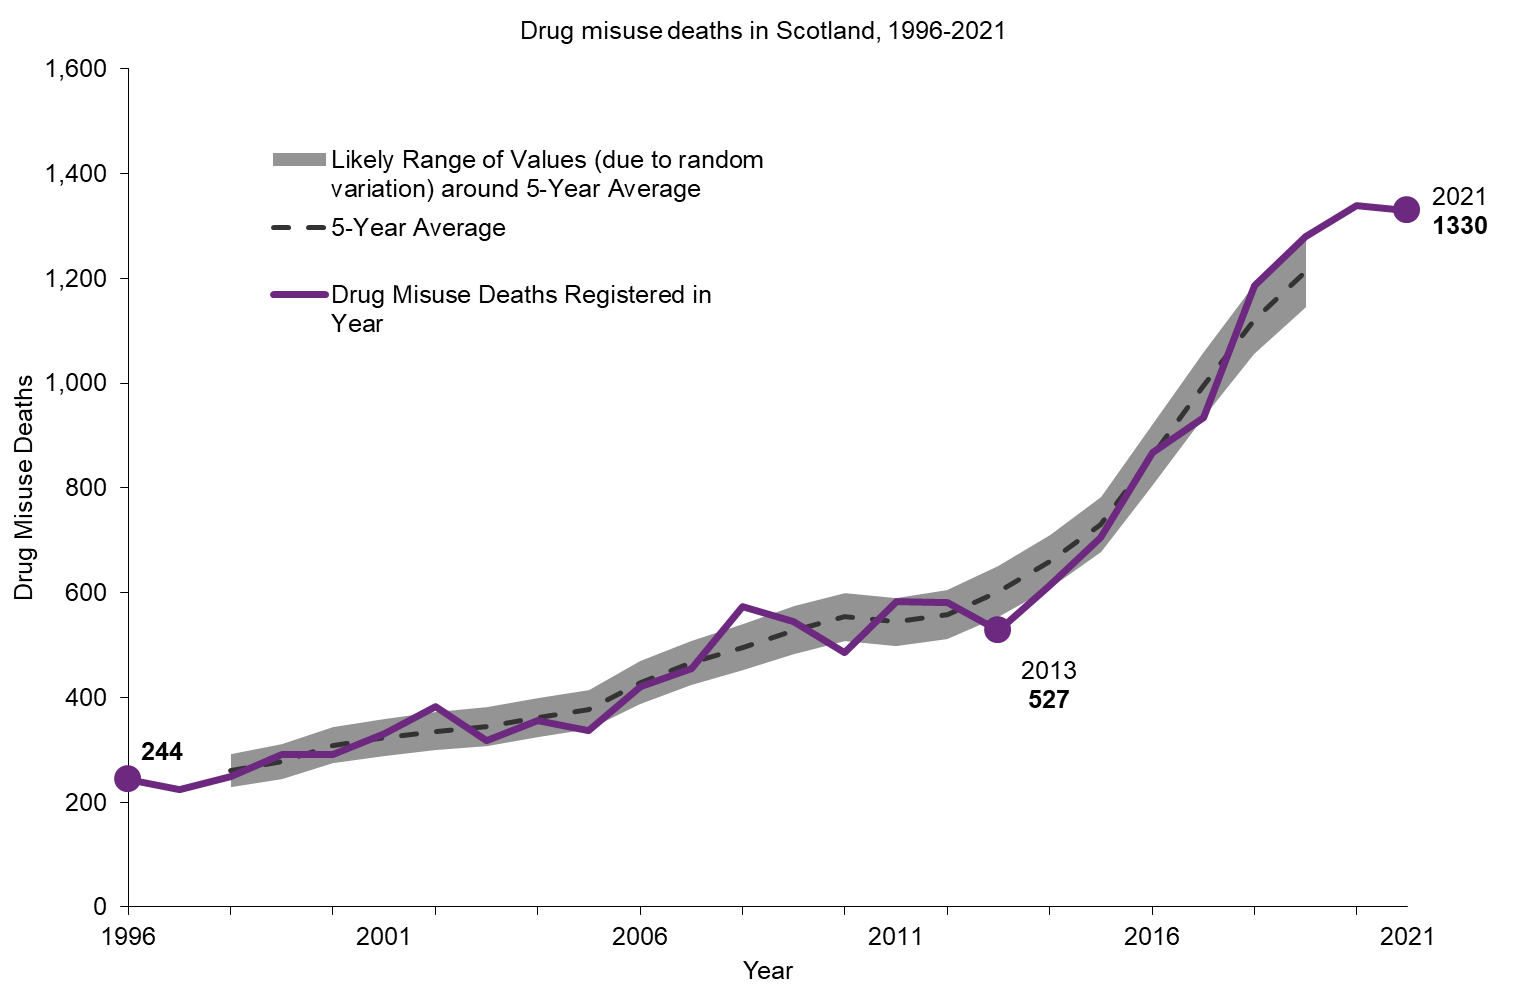 Drug misuse deaths in Scotland, 1996-2021
1,600
1,400
1,200
1,000
800
600
400
200
0
Drug Misuse Deaths
Likely Range of Values (due to random
variation) around 5-Year Average
5-Year Average
Drug Misuse Deaths Registered in
Year
244
2013
527
2021
1330
1996
2001
2006
2011
2016
2021
Year